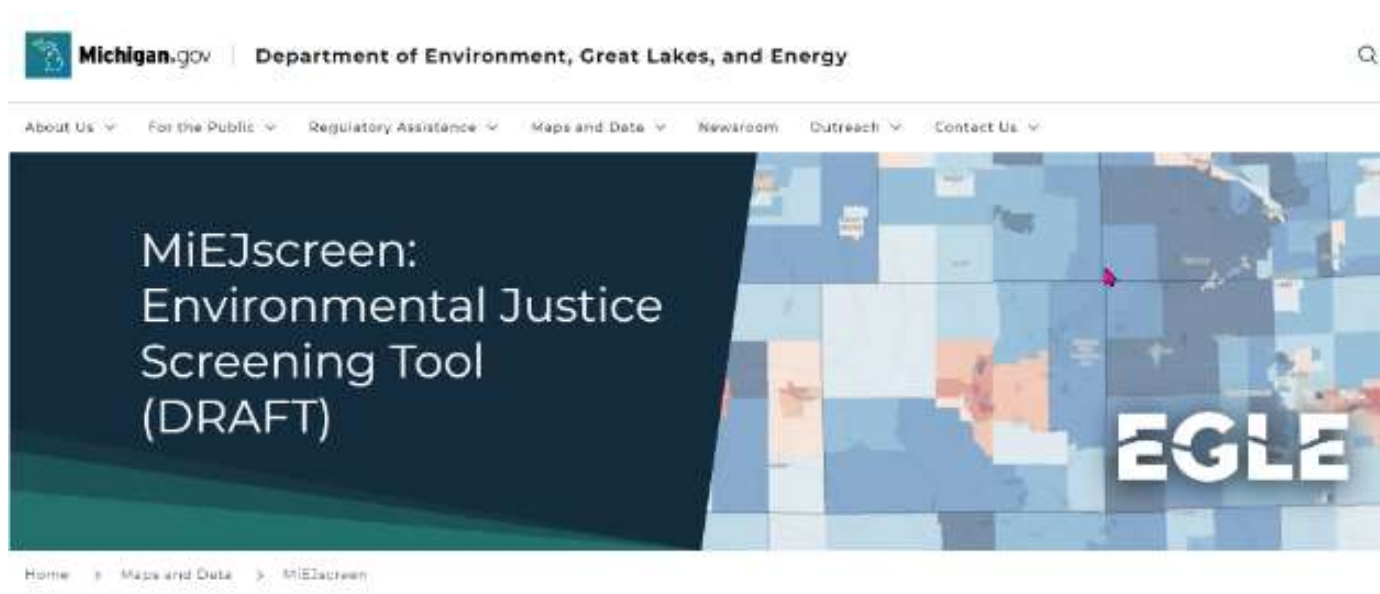 Michigan.gov
Department of Environment, Great Lakes, and Energy
About Us
For the Public
Regulatory Assistance
Maps and Data
Newsroom
Outreach
Contact Us
MiEJscreen:
Environmental Justice
Screening Tool
(DRAFT)
EGLE
Home > Maps and Data > MiEJscreen